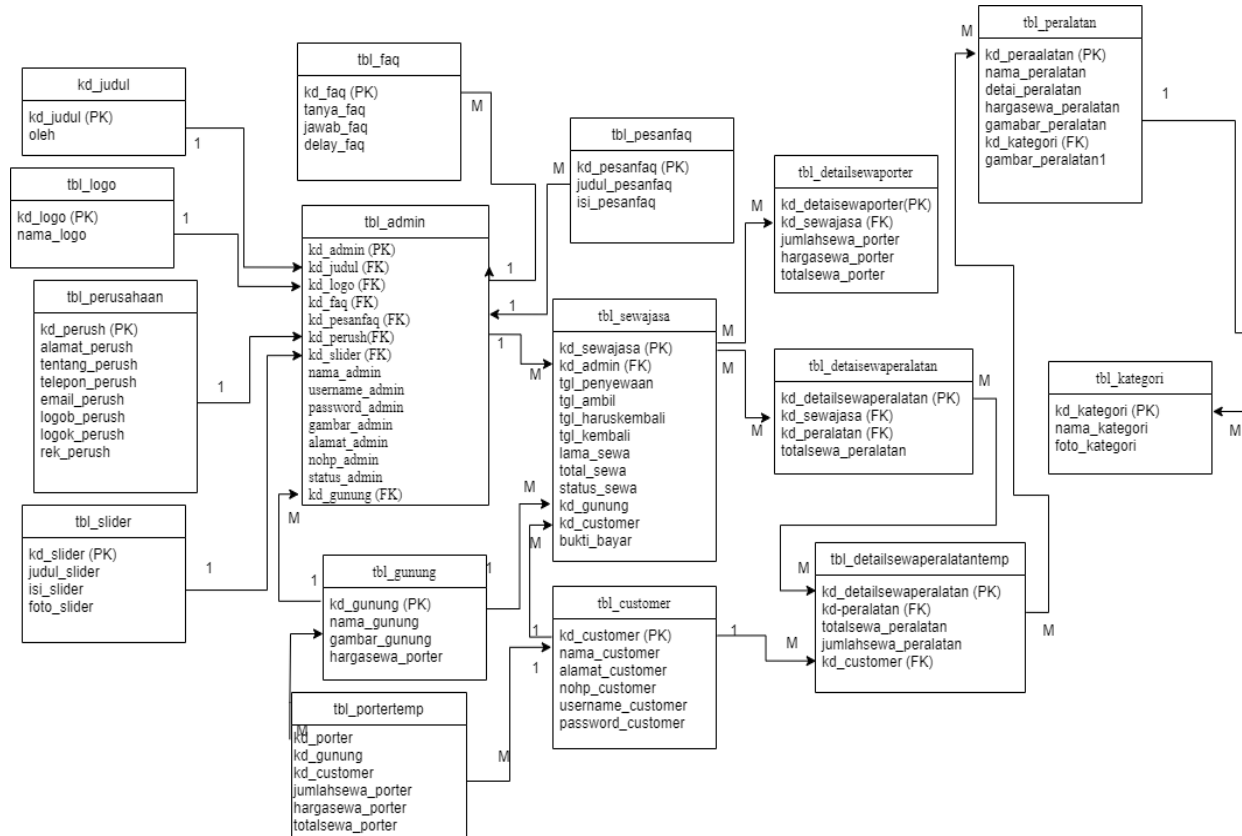 kd_judul
kd_judul (PK)
oleh
1
tbl_logo
kd_logo (PK)
nama_logo
1
tbl_perusahaan
kd_perush (PK)
alamat_perush
tentang_perush
telepon_perush
email_perush
logob_perush
logok_perush
rek_perush
1
tbl_slider
kd_slider (PK)
judul_slider
isi_slider
foto_slider
1
tbl_faq
kd_faq (PK)
tanya_faq
jawab_faq
delay_faq
M
1
tbl_admin
kd_admin (PK)
kd_judul (FK)
kd_logo (FK)
kd_faq (FK)
kd_pesanfaq (FK)
kd_perush(FK)
kd_slider (FK)
nama_admin
username_admin
password_admin
gambar_admin
alamat_admin
nohp_admin
status_admin
kd_gunung (FK)
M
1
1
M
tbl_gunung
kd_gunung (PK)
nama_gunung
gambar_gunung
hargasewa_porter
1
1
M
tbl_portertemp
M
kd_porter
kd_gunung
kd_customer
jumlahsewa_porter
hargasewa_porter
totalsewa_porter
M
tbl_pesanfaq
kd_pesanfaq (PK)
judul_pesanfaq
isi_pesanfaq
M
tbl_sewajasa
kd_sewajasa (PK)
kd_admin (FK)
tgl_penyewaan
tgl_ambil
tgl_haruskembali
tgl_kembali
lama_sewa
total_sewa
status_sewa
kd_gunung
kd_customer
bukti_bayar
M
M
M
tbl_customer
kd_customer (PK)
nama_customer
alamat_customer
nohp_customer
username_customer
password_customer
1
1
1
M
tbl_detailsewaporter
kd_detaisewaporter(PK)
kd_sewajasa (FK)
jumlahsewa_porter
hargasewa_porter
totalsewa_porter
M
tbl_detaisewaperalatan
kd_detailsewaperalatan (PK)
kd_sewajasa (FK)
kd_peralatan (FK)
totalsewa_peralatan
M
M
M
tbl_detailsewaperalatantemp
kd_detailsewaperalatan (PK)
kd-peralatan (FK)
totalsewa_peralatan
jumlahsewa_peralatan
kd_customer (FK)
M
M
tbl_peralatan
kd_peraalatan (PK)
nama_peralatan
detai_peralatan
hargasewa_peralatan
gamabar_peralatan
kd_kategori (FK)
gambar_peralatan1
1
tbl_kategori
kd_kategori (PK)
nama_kategori
foto_kategori
M